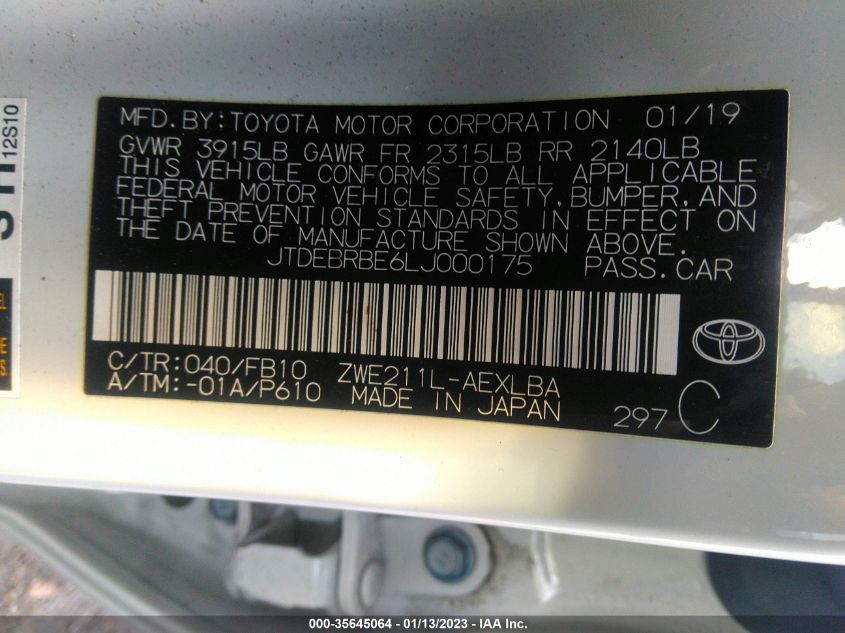 MFD.BY:TOYOTA MOTOR CORPORATION 01/19
GVWR 3915LB GAWR FR 2315LB RR 2140LB
THIS VEHICLE CONFORMS TO ALL APPLICABLE
FEDERAL MOTOR VEHICLE SAFETY,BUMPER,AND
THEFT PREVENTION STANDARDS IN EFFECT ON
THE DATE OF MANUFACTURE SHOWN ABOVE.
JTDEBRBE6LJ000175 PASS.CAR
C/TR:040/FB10 ZWE211L-AEXLBA
A/TM:-01A/P610 MADE IN JAPAN
297 C
12S10
000-35645064 - 01/13/2023 - IAA Inc.